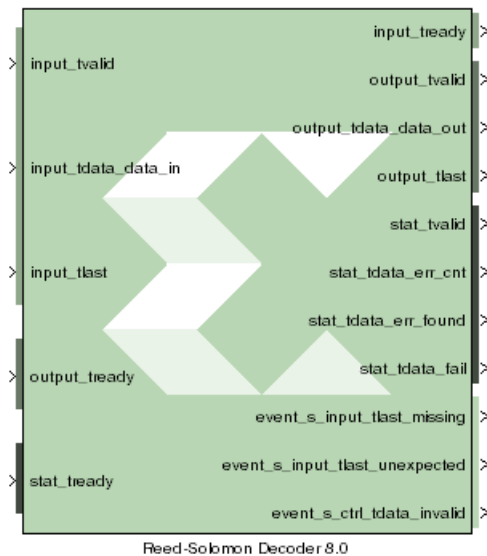 input_tvalid
input_tdata_data_in
input_tlast
output_tready
stat_tready
input_tready
output_tvalid
output_tdata_data_out
output_tlast
stat_tvalid
stat_tdata_err_cnt
stat_tdata_err_found
stat_tdata_fail
event_s_input_tlast_missing
event_s_input_tlast_unexpected
event_s_ctrl_tdata_invalid
Reed-Solomon Decoder 8.0